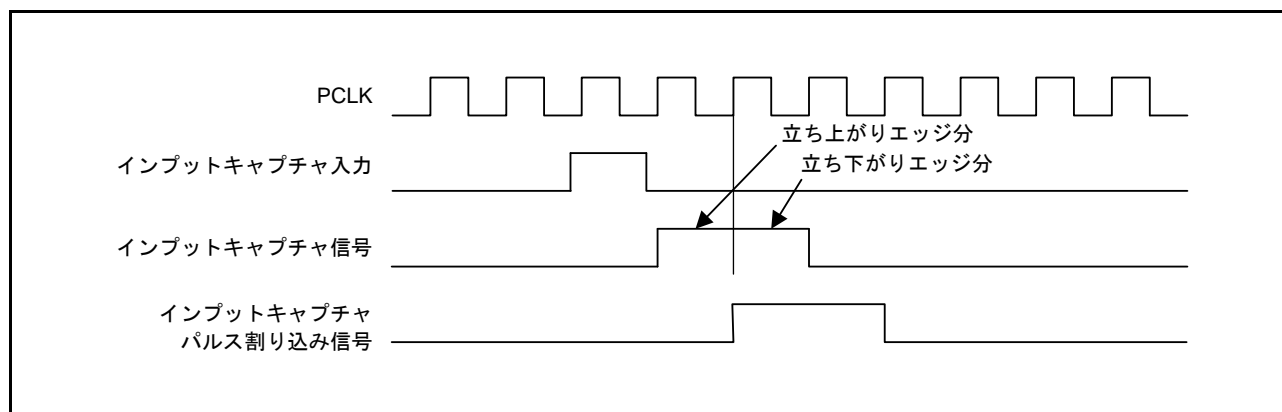 PCLK
立ち上がりエッジ分
インプットキャプチャ入力
立ち下がりエッジ分
インプットキャプチャ信号
インプットキャプチャ
パルス割り込み信号